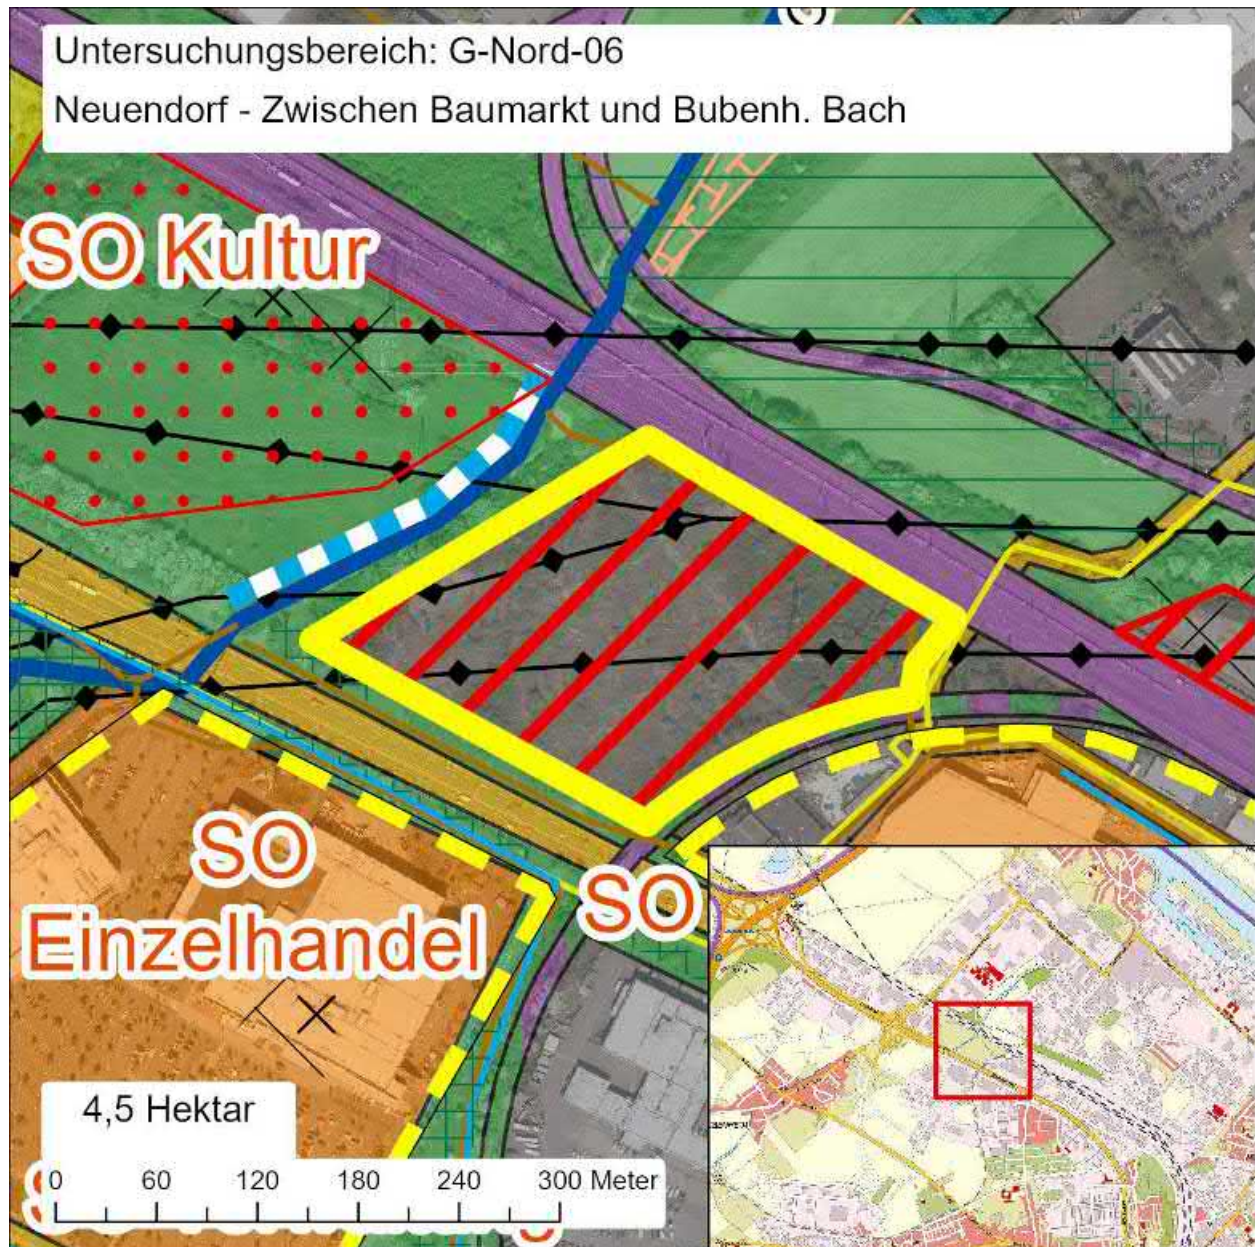 Untersuchungsbereich: G-Nord-06
Neuendorf - Zwischen Baumarkt und Bubenh. Bach
SO Kultur
SO
Einzelhandel
SO
4,5 Hektar
0 60 120 180 240 300 Meter